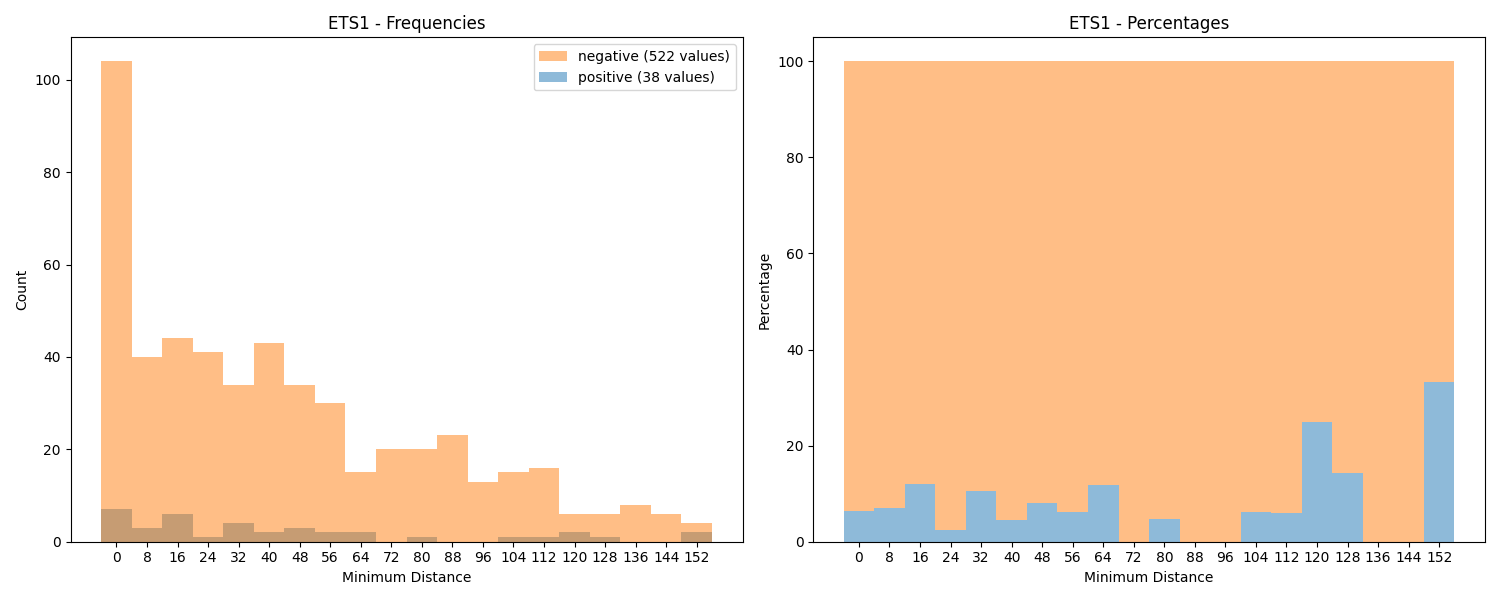 ETS1 - Frequencies
negative (522 values)
positive (38 values)
Count
100
80
60
40
20
0
0 8 16 24 32 40 48 56 64 72 80 88 96 104 112 120 128 136 144 152
Minimum Distance
ETS1 - Percentages
Percentage
100
80
60
40
20
0
0 8 16 24 32 40 48 56 64 72 80 88 96 104 112 120 128 136 144 152
Minimum Distance